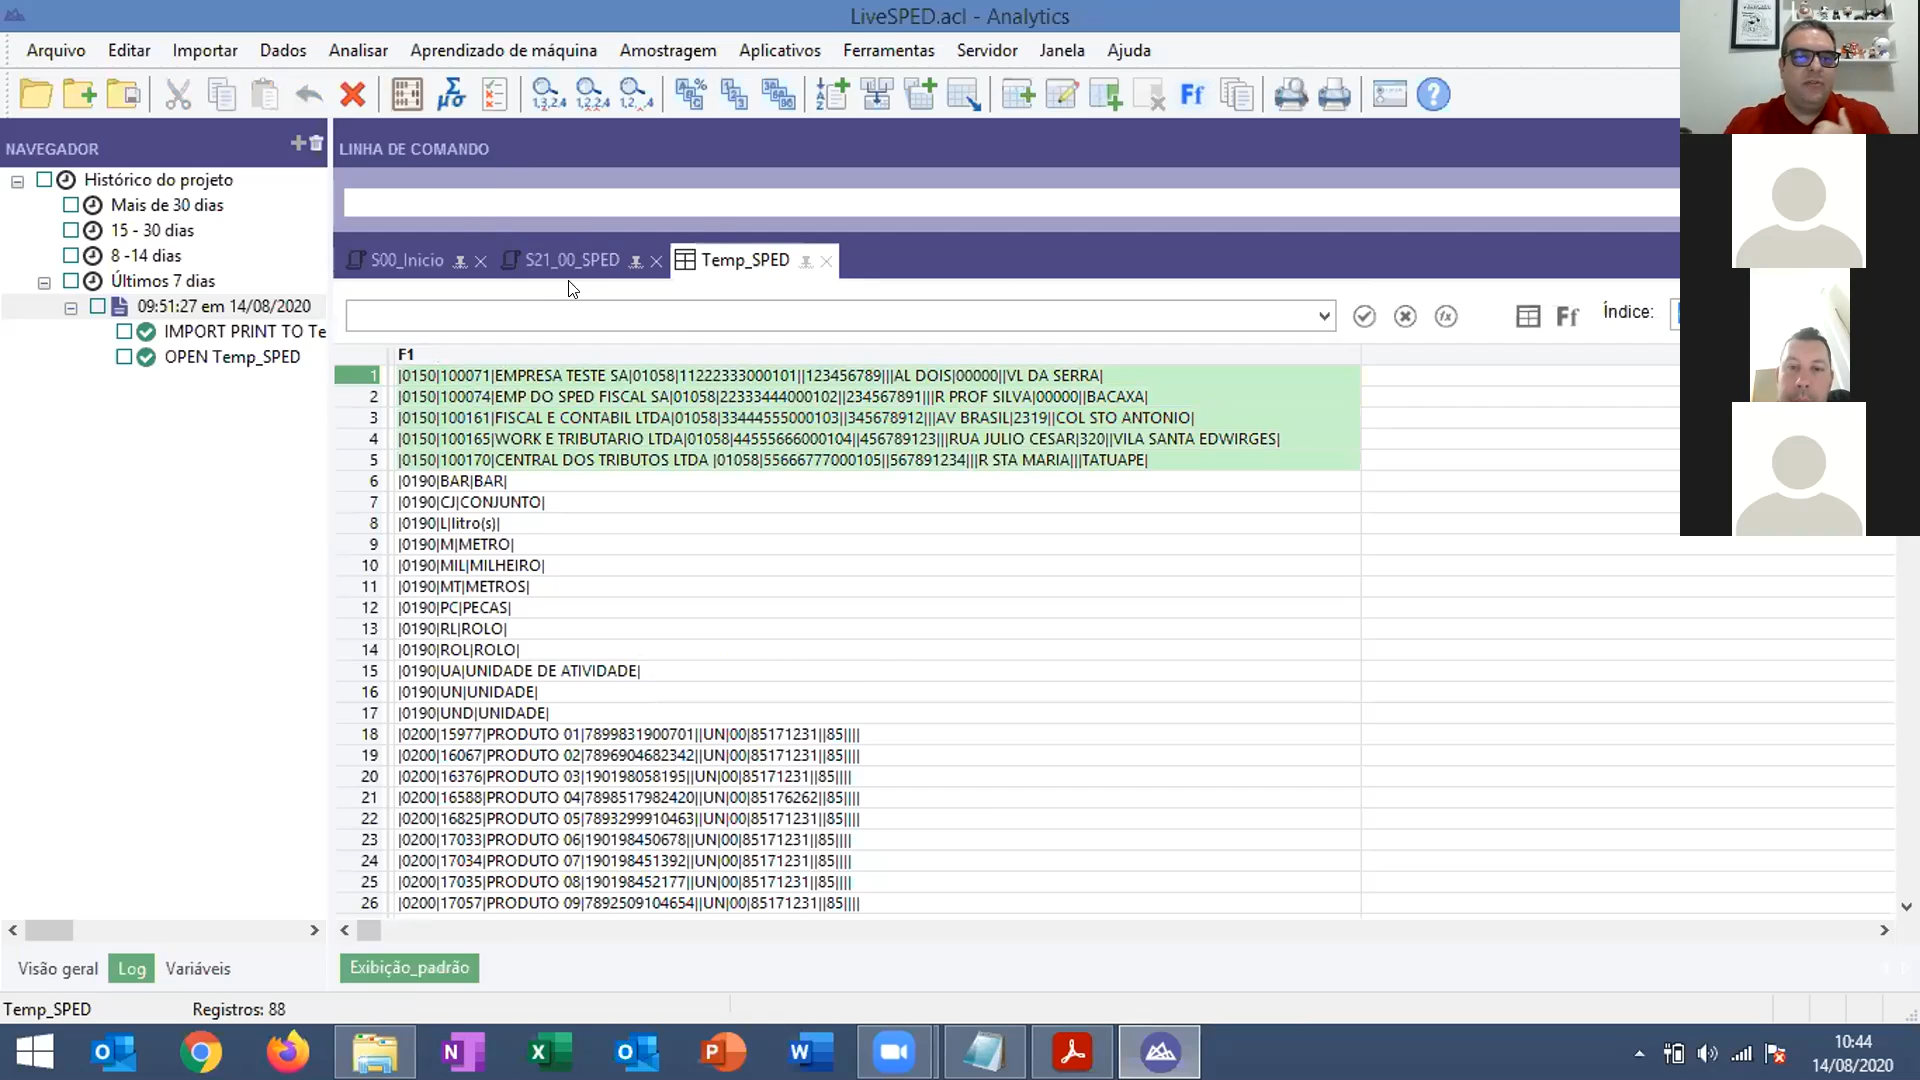 LiveSPED.acl - Analytics
Arquivo Editar Importar Dados Analisar Aprendizado de máquina Amostragem Aplicativos Ferramentas Servidor Janela Ajuda
NAVEGADOR
LINHA DE COMANDO
Histórico do projeto
Mais de 30 dias
15 - 30 dias
8 -14 dias
Últimos 7 dias
09:51:27 em 14/08/2020
IMPORT PRINT TO Te
OPEN Temp_SPED
S00_Inicio S21_00_SPED Temp_SPED
Índice:
F1
1 |0150|100071|EMPRESA TESTE SA|01058|11222333000101||123456789|||AL DOIS|00000||VL DA SERRA|
2 |0150|100074|EMP DO SPED FISCAL SA|01058|22333444000102||234567891|||R PROF SILVA|00000||BACAXA|
3 |0150|100161|FISCAL E CONTABIL LTDA|01058|33444555000103||345678912|||AV BRASIL|2319||COL STO ANTONIO|
4 |0150|100165|WORK E TRIBUTARIO LTDA|01058|44555666000104||456789123|||RUA JULIO CESAR|320||VILA SANTA EDWIRGES|
5 |0150|100170|CENTRAL DOS TRIBUTOS LTDA |01058|55666777000105||567891234|||R STA MARIA|||TATUAPE|
6 |0190|BAR|BAR|
7 |0190|CJ|CONJUNTO|
8 |0190|L|litro(s)|
9 |0190|M|METRO|
10 |0190|MIL|MILHEIRO|
11 |0190|MT|METROS|
12 |0190|PC|PECAS|
13 |0190|RL|ROLO|
14 |0190|ROL|ROLO|
15 |0190|UA|UNIDADE DE ATIVIDADE|
16 |0190|UN|UNIDADE|
17 |0190|UND|UNIDADE|
18 |0200|15977|PRODUTO 01|7899831900701||UN|00|85171231||85||||
19 |0200|16067|PRODUTO 02|7896904682342||UN|00|85171231||85||||
20 |0200|16376|PRODUTO 03|190198058195||UN|00|85171231||85||||
21 |0200|16588|PRODUTO 04|7898517982420||UN|00|85176262||85||||
22 |0200|16825|PRODUTO 05|7893299910463||UN|00|85171231||85||||
23 |0200|17033|PRODUTO 06|190198450678||UN|00|85171231||85||||
24 |0200|17034|PRODUTO 07|190198451392||UN|00|85171231||85||||
25 |0200|17035|PRODUTO 08|190198452177||UN|00|85171231||85||||
26 |0200|17057|PRODUTO 09|7892509104654||UN|00|85171231||85||||
Visão geral Log Variáveis
Exibição_padrão
Temp_SPED Registros: 88
10:44
14/08/2020